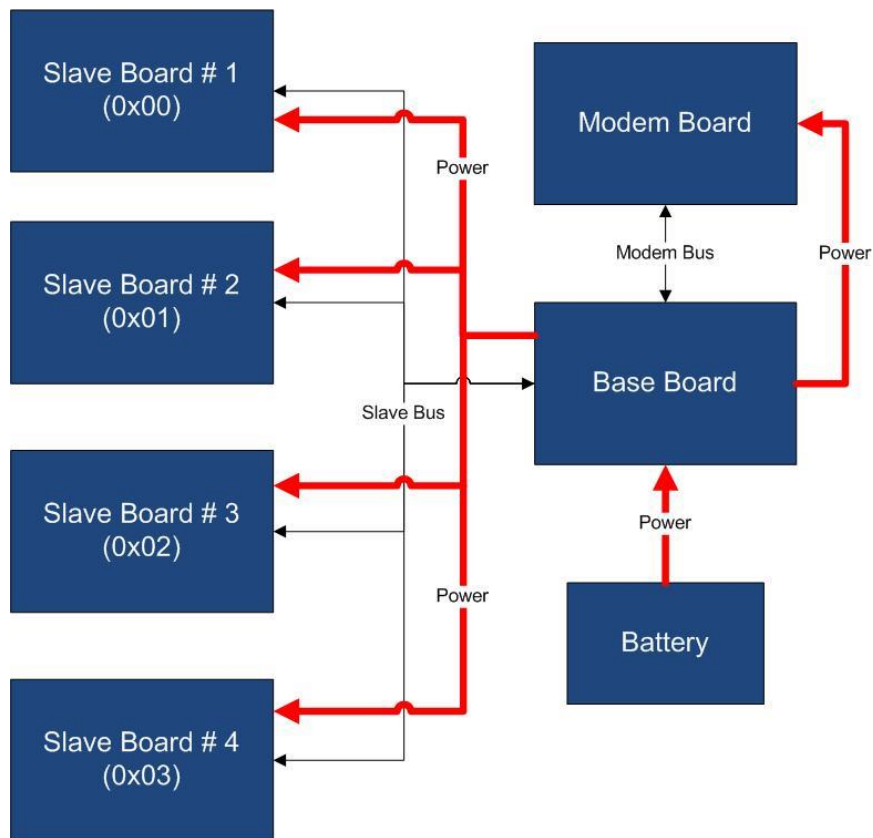 Slave Board # 1
(0x00)
Modem Board
Power
Slave Board # 2
(0x01)
Modem Bus
Power
Base Board
Slave Bus
Slave Board # 3
(0x02)
Power
Power
Battery
Slave Board # 4
(0x03)